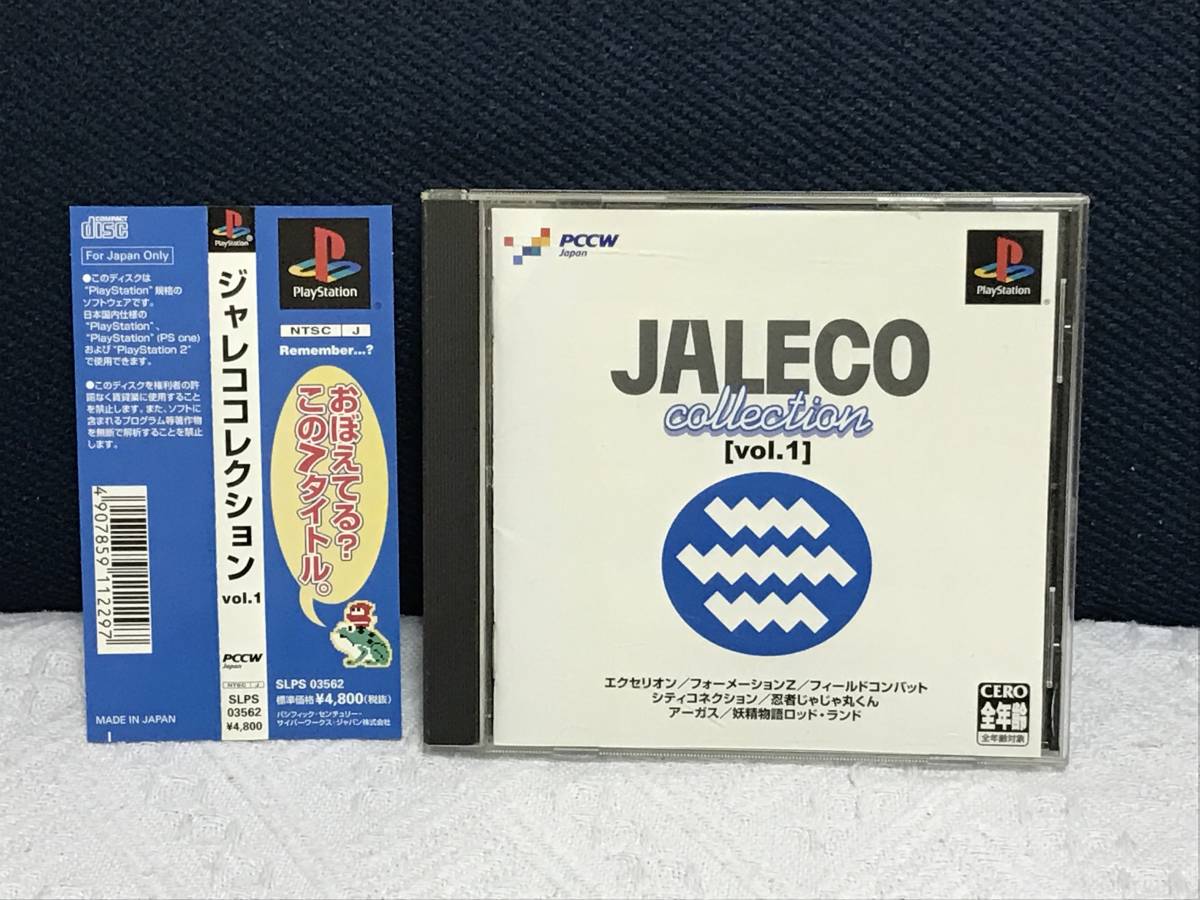 COMPACT
disc
For Japan Only
●このディスクは
"PlayStation"規格の
ソフトウェアです。
日本国内仕様の
"PlayStation"、
"PlayStation"(PS one)
および"PlayStation 2"
で使用できます。
●このディスクを権利者の許
諾なく賃貸業に使用すること
を禁止します。また、ソフトに
含まれるプログラム等著作物
を無断で解析することを禁止
します。
4907859112297
MADE IN JAPAN
PlayStation
ジャレココレクション
vol.1
PCCW
Japan
NTSC J
SLPS
03562
¥4,800
PlayStation
NTSC J
Remember...?
おぼえてる?
この7タイトル。
SLPS 03562
標準価格¥4,800(税抜)
パシフィック・センチュリー・
サイバーワークス・ジャパン株式会社
PCCW
Japan
PlayStation
JALECO
collection
[vol.1]
エクセリオン/フォーメーションZ/フィールドコンバット
シティコネクション/忍者じゃじゃ丸くん
アーガス/妖精物語ロッド・ランド
CERO
全年齢
全年齢対象